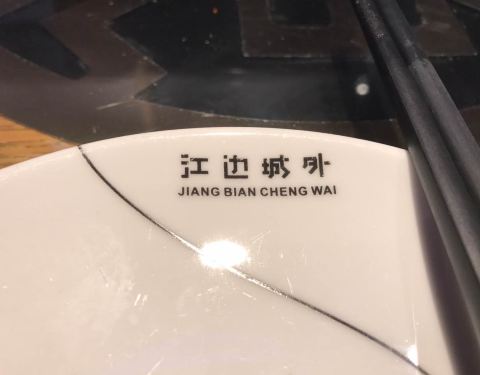 江边城外
JIANG BIAN CHENG WAI